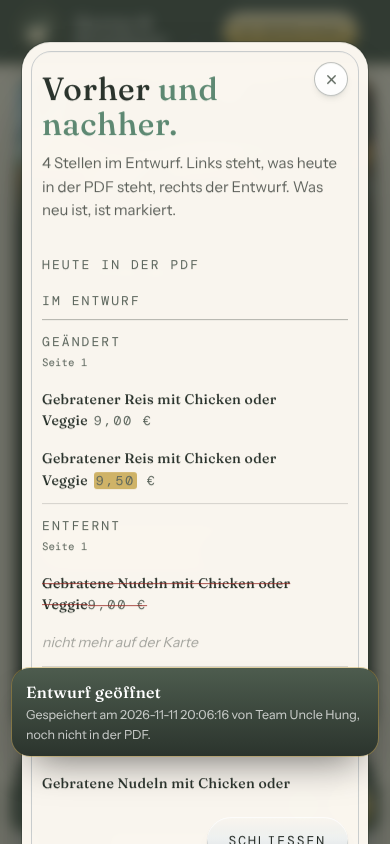 Vorher und
nachher.
4 Stellen im Entwurf. Links steht, was heute
in der PDF steht, rechts der Entwurf. Was
neu ist, ist markiert.
HEUTE IN DER PDF
IM ENTWURF
GEÄNDERT
Seite 1
Gebratener Reis mit Chicken oder
Veggie 9,00 €
Gebratener Reis mit Chicken oder
Veggie 9,50 €
ENTFERNT
Seite 1
Gebratene Nudeln mit Chicken oder
Veggie9,00 €
nicht mehr auf der Karte
Entwurf geöffnet
Gespeichert am 2026-11-11 20:06:16 von Team Uncle Hung,
noch nicht in der PDF.
Gebratene Nudeln mit Chicken oder
SCHLIESSEN